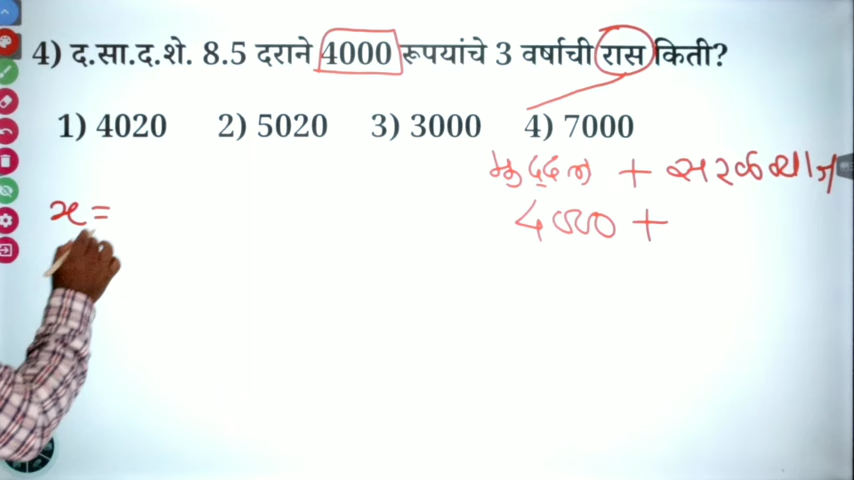 4) द.सा.द.शे. 8.5 दराने 4000 रूपयांचे 3 वर्षाची रास किती?
1) 4020 2) 5020 3) 3000 4) 7000
मुद्दल + सरळव्याज
4000 +
स =